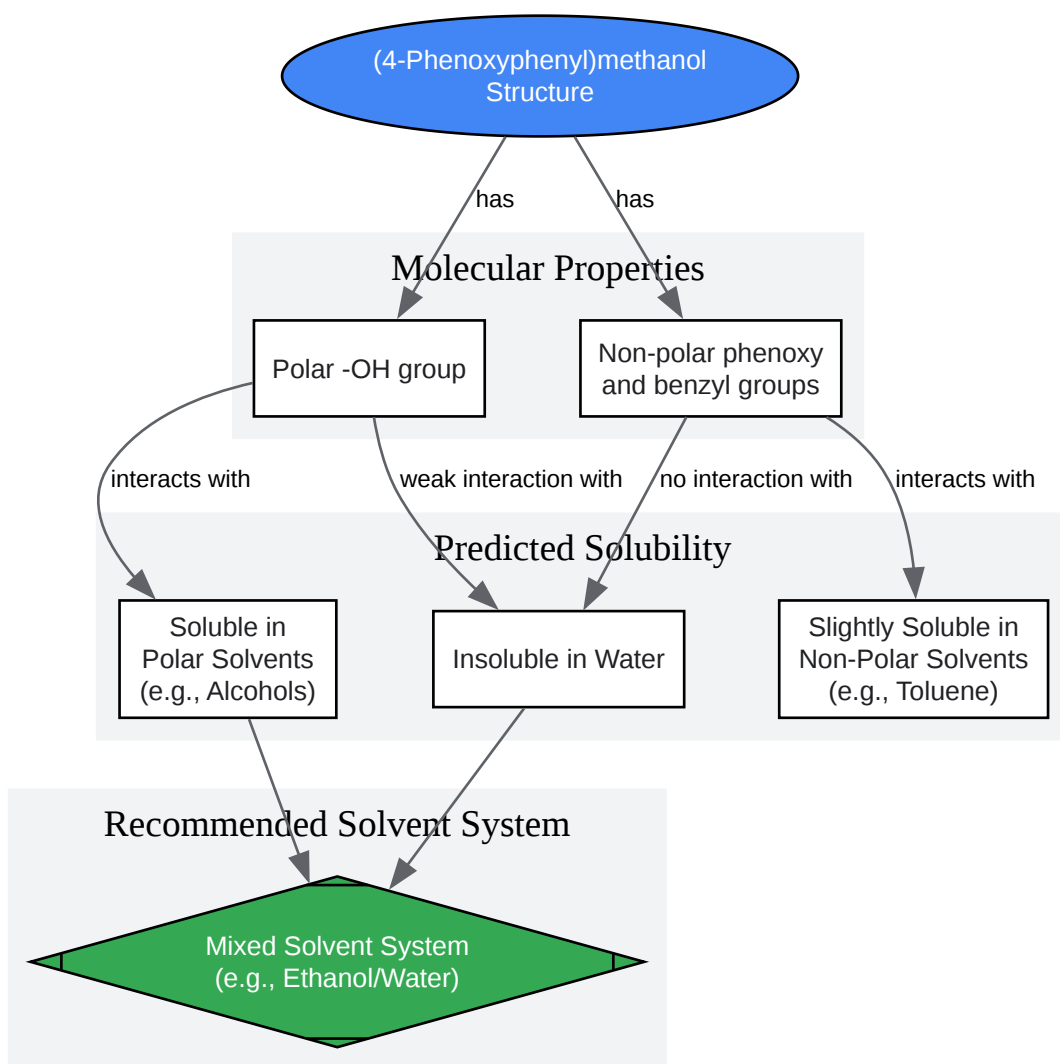 (4-Phenoxyphenyl)methanol
Structure
has
has
Molecular Properties
Polar -OH group
Non-polar phenoxy
and benzyl groups
interacts with
weak interaction with
no interaction with
interacts with
Predicted Solubility
Soluble in
Polar Solvents
(e.g., Alcohols)
Insoluble in Water
Slightly Soluble in
Non-Polar Solvents
(e.g., Toluene)
Recommended Solvent System
Mixed Solvent System
(e.g., Ethanol/Water)